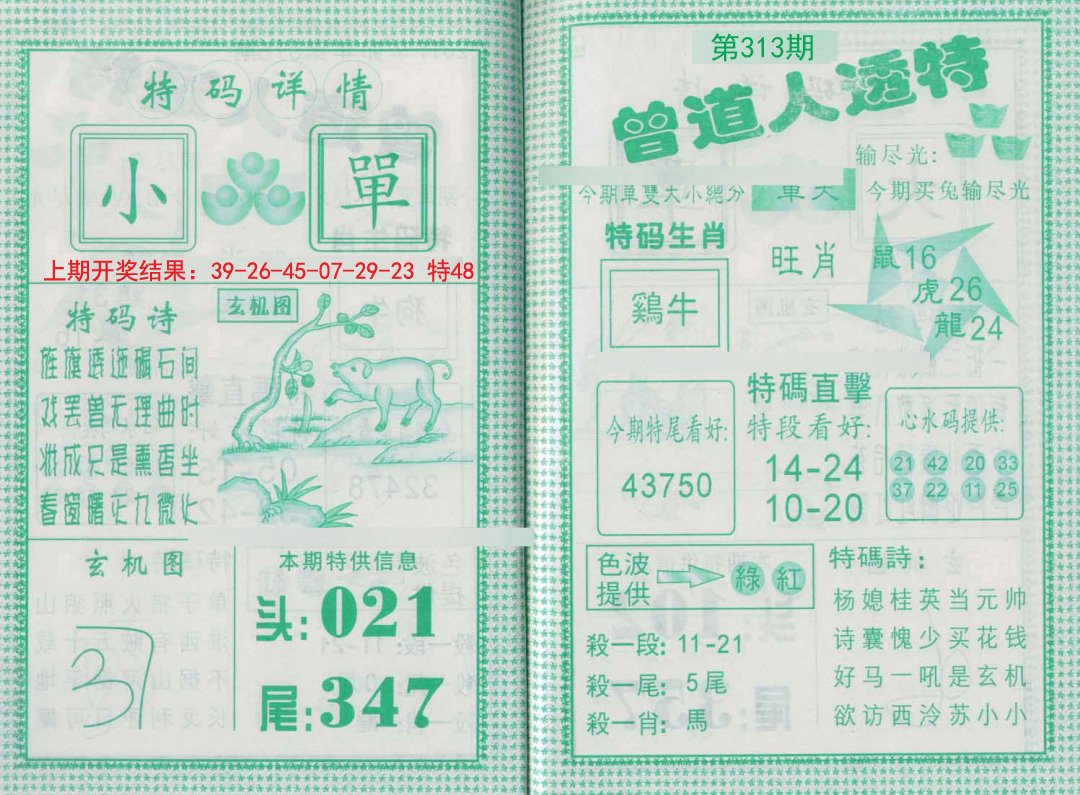 特码详情
小
單
上期开奖结果：39-26-45-07-29-23 特48
特码诗
玄机图
玄机图
本期特供信息
头:021
尾:347
第313期
曾道人透特
输尽光:
今期單雙大小總分
今期买兔输尽光
特码生肖
鷄牛
旺肖
鼠16
虎26
龍24
今期特尾看好:
43750
特碼直擊
特段看好:
14-24
10-20
心水码提供:
21 42 20 33
37 22 11 25
色波
提供
綠 紅
殺一段: 11-21
殺一尾: 5尾
殺一肖: 馬
特碼詩:
杨媳桂英当元帅
诗囊愧少买花钱
好马一吼是玄机
欲访西泠苏小小